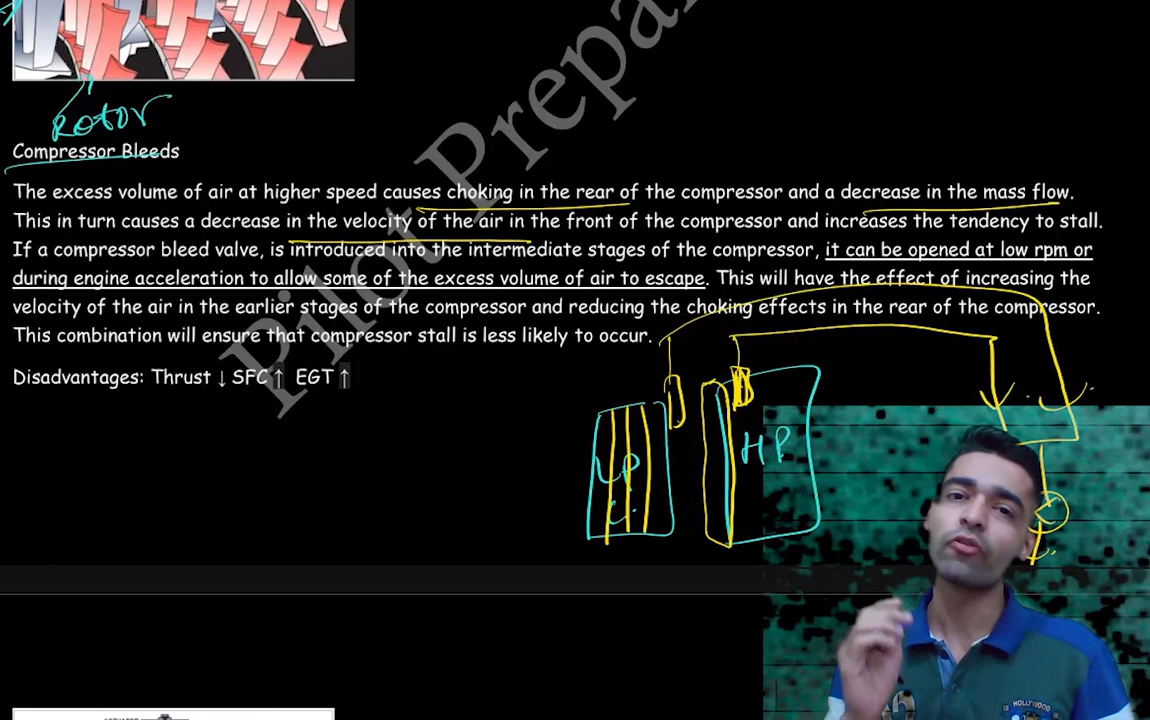 Rotor
Compressor Bleeds
The excess volume of air at higher speed causes choking in the rear of the compressor and a decrease in the mass flow.
This in turn causes a decrease in the velocity of the air in the front of the compressor and increases the tendency to stall.
If a compressor bleed valve, is introduced into the intermediate stages of the compressor, it can be opened at low rpm or
during engine acceleration to allow some of the excess volume of air to escape. This will have the effect of increasing the
velocity of the air in the earlier stages of the compressor and reducing the choking effects in the rear of the compressor.
This combination will ensure that compressor stall is less likely to occur.
Disadvantages: Thrust ↓ SFC↑ EGT↑
Pilot Prepar
LP
HP
HOLLYWOOD
ACTUATOR